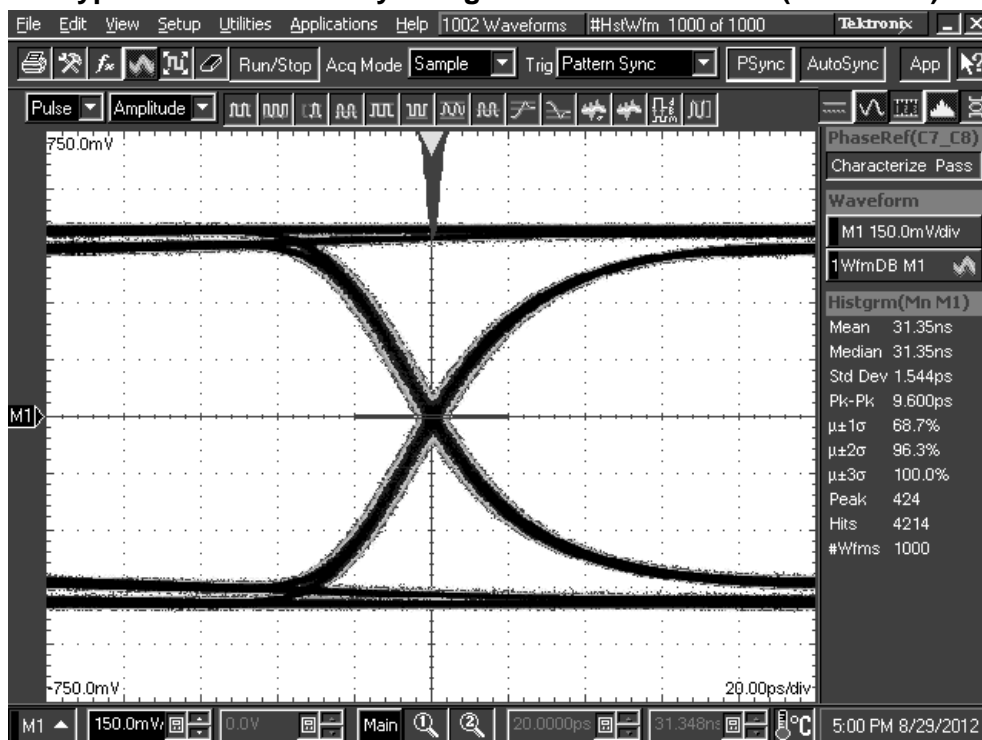 File Edit View Setup Utilities Applications Help 1002 Waveforms #HstWfm 1000 of 1000 Tektronix
Run/Stop Acq Mode Sample Trig Pattern Sync PSync AutoSync App
Pulse Amplitude
750.0mV
PhaseRef(C7_C8)
Characterize Pass
Waveform
M1 150.0mV/div
1WfmDB M1
Histgrm(Mn M1)
Mean 31.35ns
Median 31.35ns
Std Dev 1.544ps
Pk-Pk 9.600ps
µ±1σ 68.7%
µ±2σ 96.3%
µ±3σ 100.0%
Peak 424
Hits 4214
#Wfms 1000
M1
-750.0mV 20.00ps/div
M1 150.0mV/ 0.0V Main 1 2 20.0000ps 31.348ns °C 5:00 PM 8/29/2012